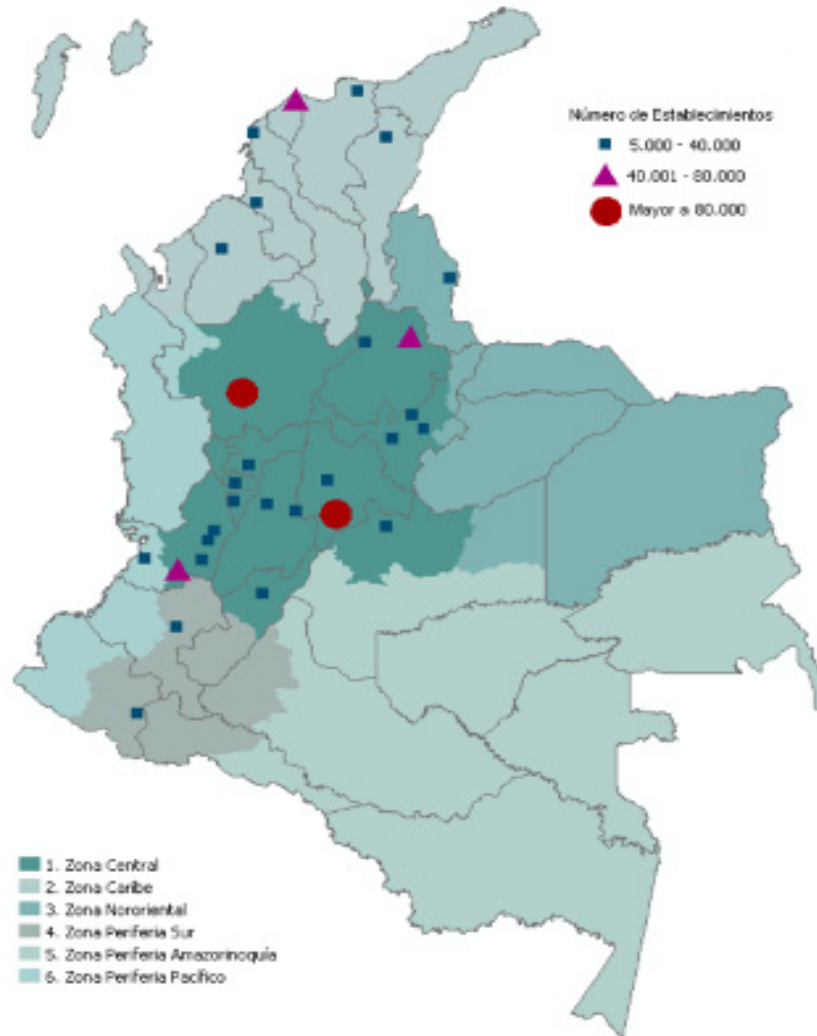 Número de Establecimientos
5.000 - 40.000
40.001 - 80.000
Mayor a 80.000
1. Zona Central
2. Zona Caribe
3. Zona Nororiental
4. Zona Periferia Sur
5. Zona Periferia Amazorinoquía
6. Zona Periferia Pacífico